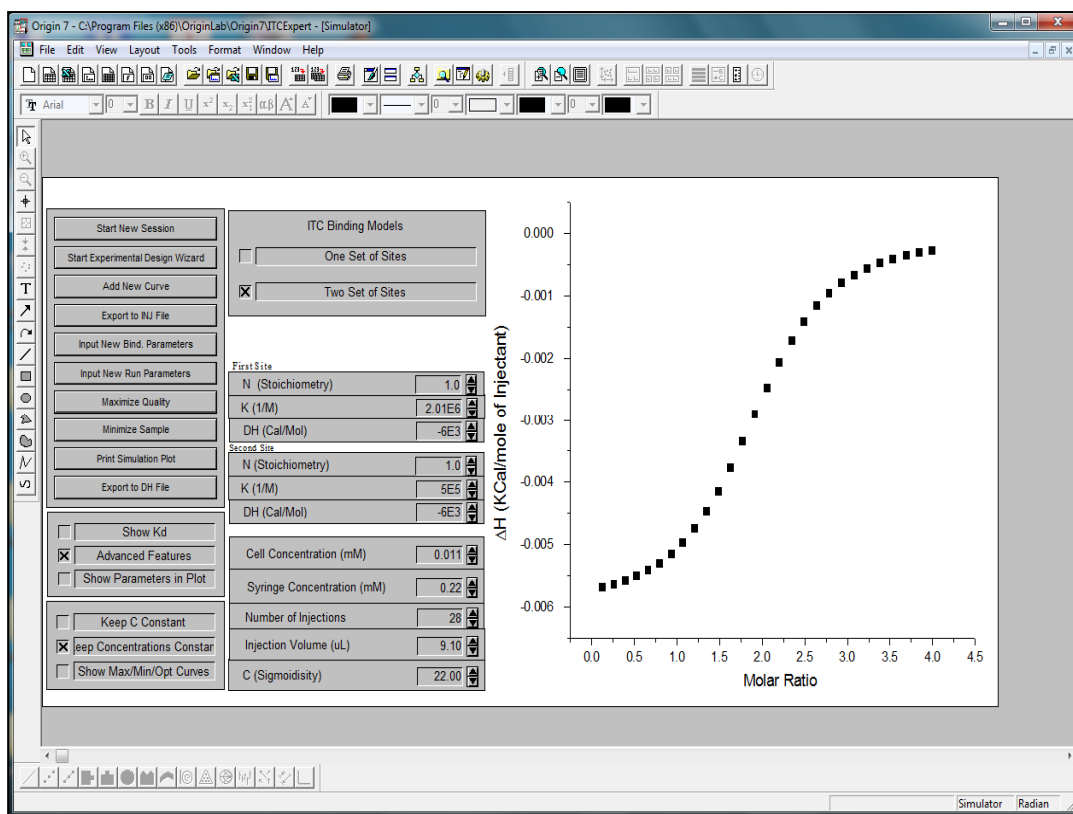 Origin 7 - C:\Program Files (x86)\OriginLab\Origin7\ITCExpert - [Simulator]
File Edit View Layout Tools Format Window Help
Arial 0 B I U x² x₂ x₁² αβ A A 0 0
Start New Session
Start Experimental Design Wizard
Add New Curve
Export to INJ File
Input New Bind. Parameters
Input New Run Parameters
Maximize Quality
Minimize Sample
Print Simulation Plot
Export to DH File
Show Kd
Advanced Features
Show Parameters in Plot
Keep C Constant
eep Concentrations Constan
Show Max/Min/Opt Curves
ITC Binding Models
One Set of Sites
Two Set of Sites
First Site
N (Stoichiometry) 1.0
K (1/M) 2.01E6
DH (Cal/Mol) -6E3
Second Site
N (Stoichiometry) 1.0
K (1/M) 5E5
DH (Cal/Mol) -6E3
Cell Concentration (mM) 0.011
Syringe Concentration (mM) 0.22
Number of Injections 28
Injection Volume (uL) 9.10
C (Sigmoidisity) 22.00
ΔH (KCal/mole of Injectant)
0.000
-0.001
-0.002
-0.003
-0.004
-0.005
-0.006
0.0 0.5 1.0 1.5 2.0 2.5 3.0 3.5 4.0 4.5
Molar Ratio
Simulator Radian